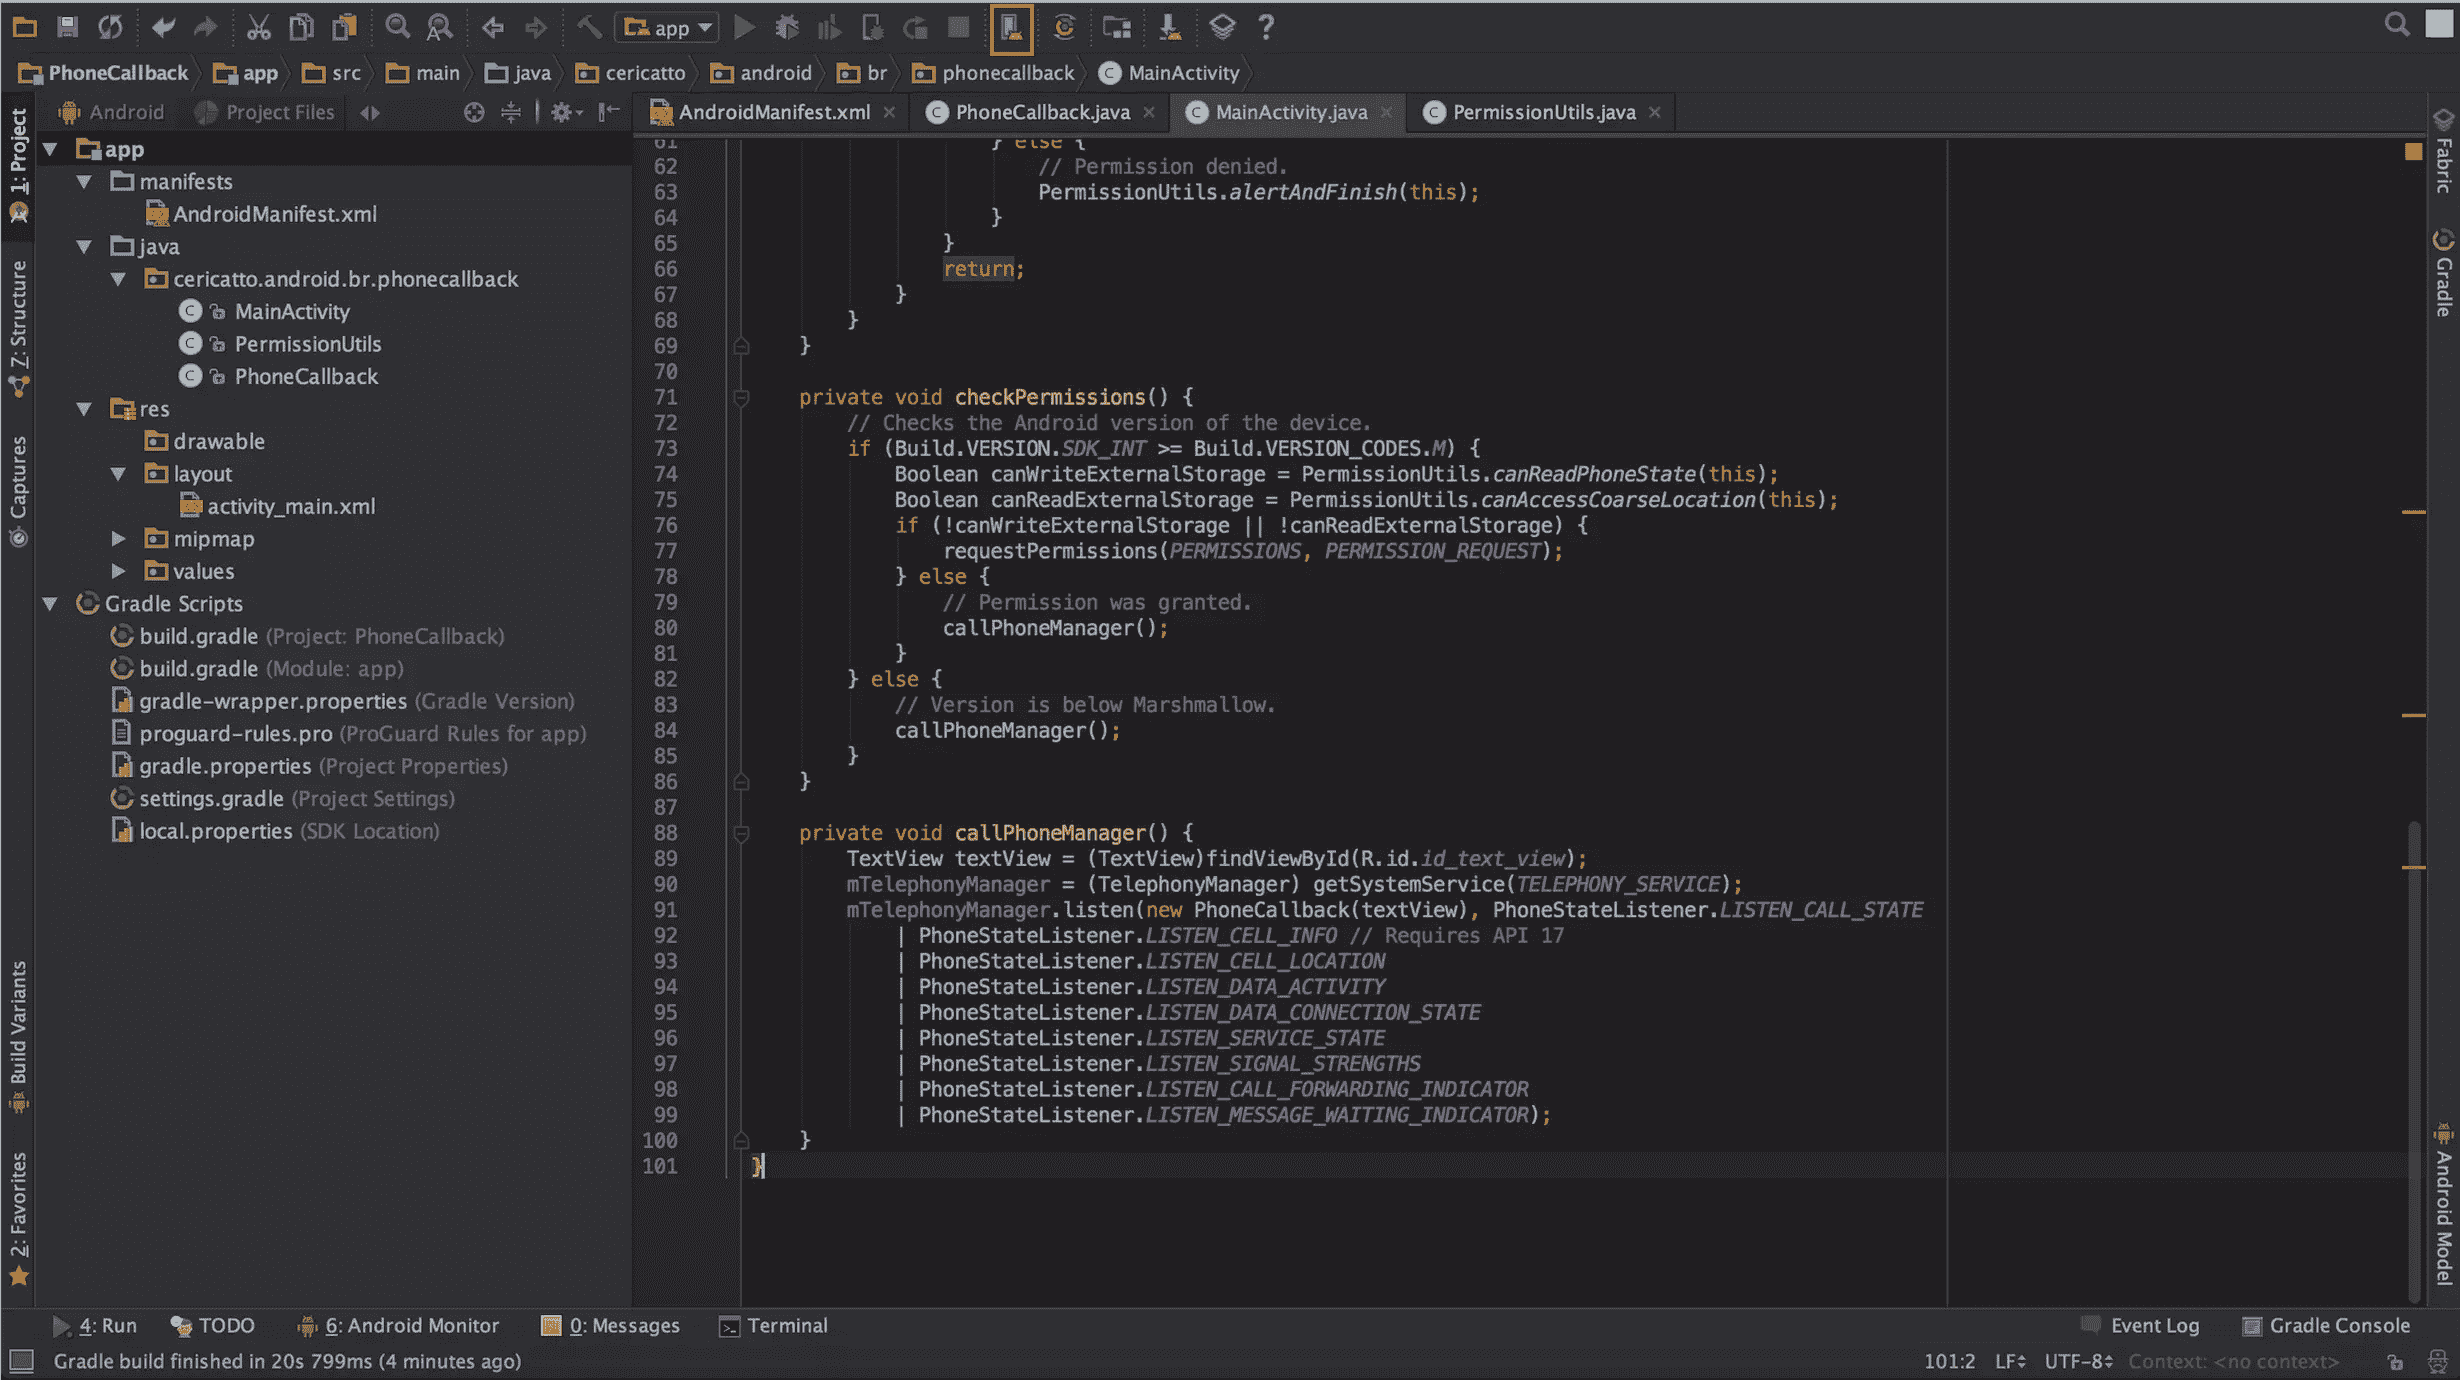 app
PhoneCallback app src main java cericatto android br phonecallback MainActivity
Android Project Files
AndroidManifest.xml PhoneCallback.java MainActivity.java PermissionUtils.java
1: Project
Z: Structure
Captures
Build Variants
2: Favorites
app
manifests
AndroidManifest.xml
java
cericatto.android.br.phonecallback
MainActivity
PermissionUtils
PhoneCallback
res
drawable
layout
activity_main.xml
mipmap
values
Gradle Scripts
build.gradle (Project: PhoneCallback)
build.gradle (Module: app)
gradle-wrapper.properties (Gradle Version)
proguard-rules.pro (ProGuard Rules for app)
gradle.properties (Project Properties)
settings.gradle (Project Settings)
local.properties (SDK Location)
61 } else {
62 // Permission denied.
63 PermissionUtils.alertAndFinish(this);
64 }
65 }
66 return;
67 }
68 }
69 }
70
71 private void checkPermissions() {
72 // Checks the Android version of the device.
73 if (Build.VERSION.SDK_INT >= Build.VERSION_CODES.M) {
74 Boolean canWriteExternalStorage = PermissionUtils.canReadPhoneState(this);
75 Boolean canReadExternalStorage = PermissionUtils.canAccessCoarseLocation(this);
76 if (!canWriteExternalStorage || !canReadExternalStorage) {
77 requestPermissions(PERMISSIONS, PERMISSION_REQUEST);
78 } else {
79 // Permission was granted.
80 callPhoneManager();
81 }
82 } else {
83 // Version is below Marshmallow.
84 callPhoneManager();
85 }
86 }
87
88 private void callPhoneManager() {
89 TextView textView = (TextView)findViewById(R.id.id_text_view);
90 mTelephonyManager = (TelephonyManager) getSystemService(TELEPHONY_SERVICE);
91 mTelephonyManager.listen(new PhoneCallback(textView), PhoneStateListener.LISTEN_CALL_STATE
92 | PhoneStateListener.LISTEN_CELL_INFO // Requires API 17
93 | PhoneStateListener.LISTEN_CELL_LOCATION
94 | PhoneStateListener.LISTEN_DATA_ACTIVITY
95 | PhoneStateListener.LISTEN_DATA_CONNECTION_STATE
96 | PhoneStateListener.LISTEN_SERVICE_STATE
97 | PhoneStateListener.LISTEN_SIGNAL_STRENGTHS
98 | PhoneStateListener.LISTEN_CALL_FORWARDING_INDICATOR
99 | PhoneStateListener.LISTEN_MESSAGE_WAITING_INDICATOR);
100 }
101 }
Fabric
Gradle
Android Model
4: Run TODO 6: Android Monitor 0: Messages Terminal Event Log Gradle Console
Gradle build finished in 20s 799ms (4 minutes ago) 101:2 LF UTF-8 Context: <no context>